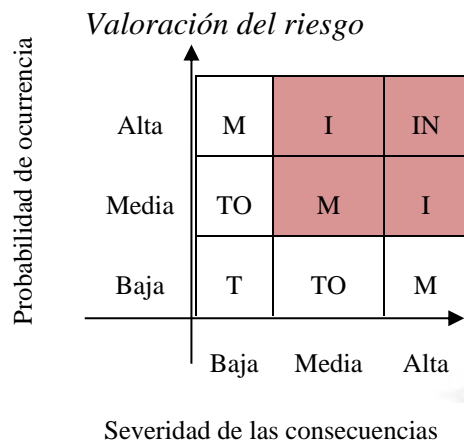 Valoración del riesgo
Probabilidad de ocurrencia
Alta M I IN
Media TO M I
Baja T TO M
Baja Media Alta
Severidad de las consecuencias